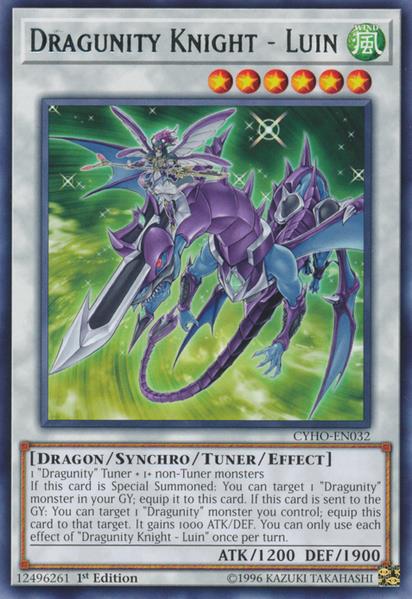 Dragunity Knight - Luin
WIND
風
CYHO-EN032
[Dragon/Synchro/Tuner/Effect]
1 "Dragunity" Tuner + 1+ non-Tuner monsters
If this card is Special Summoned: You can target 1 "Dragunity"
monster in your GY; equip it to this card. If this card is sent to the
GY: You can target 1 "Dragunity" monster you control; equip this
card to that target. It gains 1000 ATK/DEF. You can only use each
effect of "Dragunity Knight - Luin" once per turn.
ATK/1200 DEF/1900
12496261 1st Edition ©1996 KAZUKI TAKAHASHI